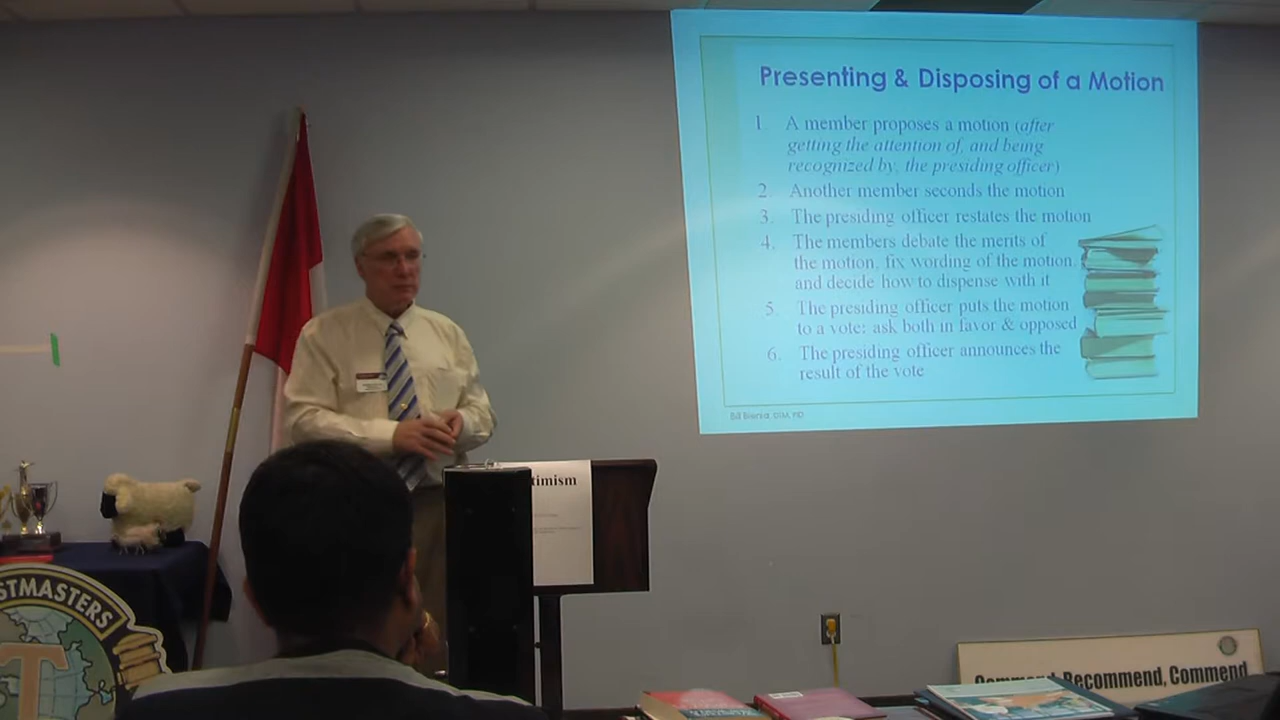 Presenting & Disposing of a Motion
1. A member proposes a motion (after
getting the attention of, and being
recognized by, the presiding officer)
2. Another member seconds the motion
3. The presiding officer restates the motion
4. The members debate the merits of
the motion, fix wording of the motion,
and decide how to dispense with it
5. The presiding officer puts the motion
to a vote: ask both in favor & opposed
6. The presiding officer announces the
result of the vote
Bill
timism
STMASTERS
T
Recommend, Commend